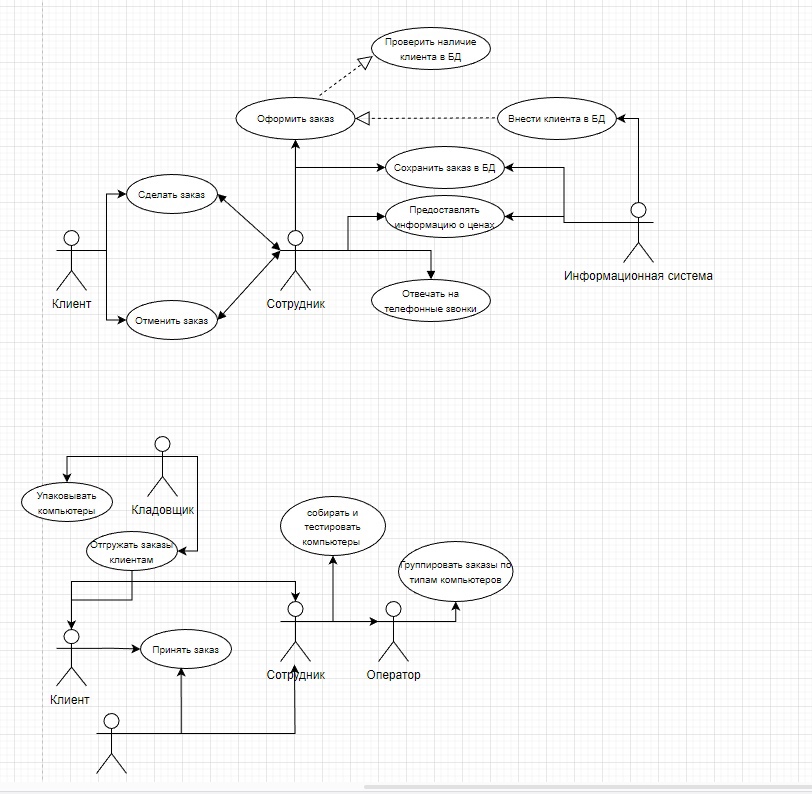 Проверить наличие
клиента в БД
Оформить заказ
Внести клиента в БД
Сохранить заказ в БД
Сделать заказ
Предоставлять
информацию о ценах
Информационная система
Клиент
Сотрудник
Отвечать на
телефонные звонки
Отменить заказ
Упаковывать
компьютеры
Кладовщик
собирать и
тестировать
компьютеры
Отгружать заказы
клиентам
Группировать заказы по
типам компьютеров
Принять заказ
Сотрудник
Оператор
Клиент